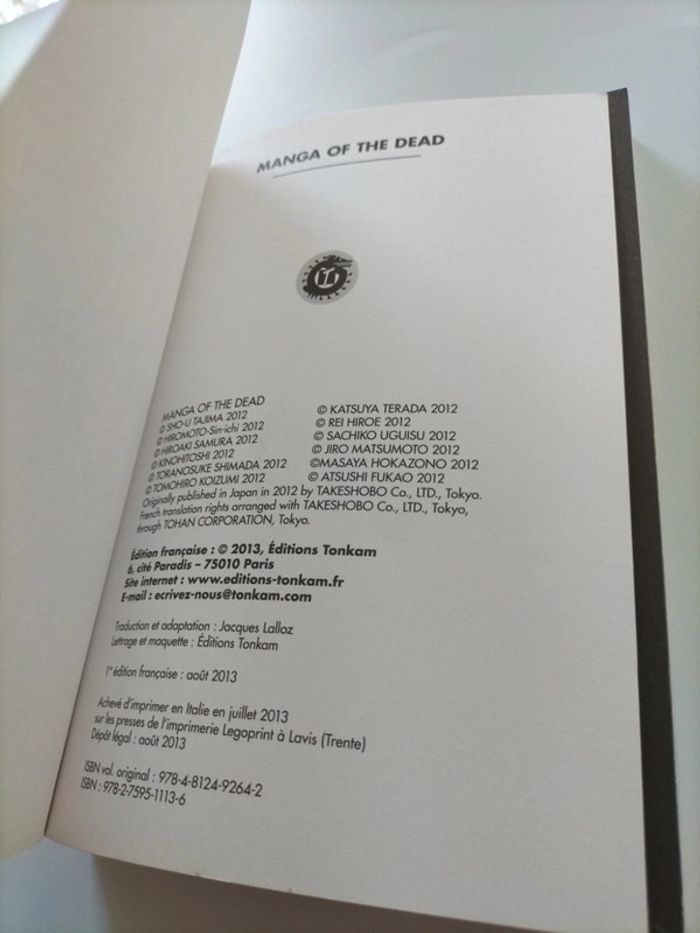 MANGA OF THE DEAD
MANGA OF THE DEAD
© SHO-U TAJIMA 2012
© HIROMOTO-Sin-ichi 2012
© HIROAKI SAMURA 2012
© KINOHITOSHI 2012
© TORANOSUKE SHIMADA 2012
© TOMOHIRO KOIZUMI 2012
© KATSUYA TERADA 2012
© REI HIROE 2012
© SACHIKO UGUISU 2012
© JIRO MATSUMOTO 2012
©MASAYA HOKAZONO 2012
© ATSUSHI FUKAO 2012
Originally published in Japan in 2012 by TAKESHOBO Co., LTD., Tokyo.
French translation rights arranged with TAKESHOBO Co., LTD., Tokyo,
through TOHAN CORPORATION, Tokyo.
Édition française : © 2013, Éditions Tonkam
6, cité Paradis – 75010 Paris
Site internet : www.editions-tonkam.fr
E-mail : ecrivez-nous@tonkam.com
Traduction et adaptation : Jacques Lalloz
Lettrage et maquette : Éditions Tonkam
1re édition française : août 2013
Achevé d'imprimer en Italie en juillet 2013
sur les presses de l'imprimerie Legoprint à Lavis (Trente)
Dépôt légal : août 2013
ISBN vol. original : 978-4-8124-9264-2
ISBN : 978-2-7595-1113-6